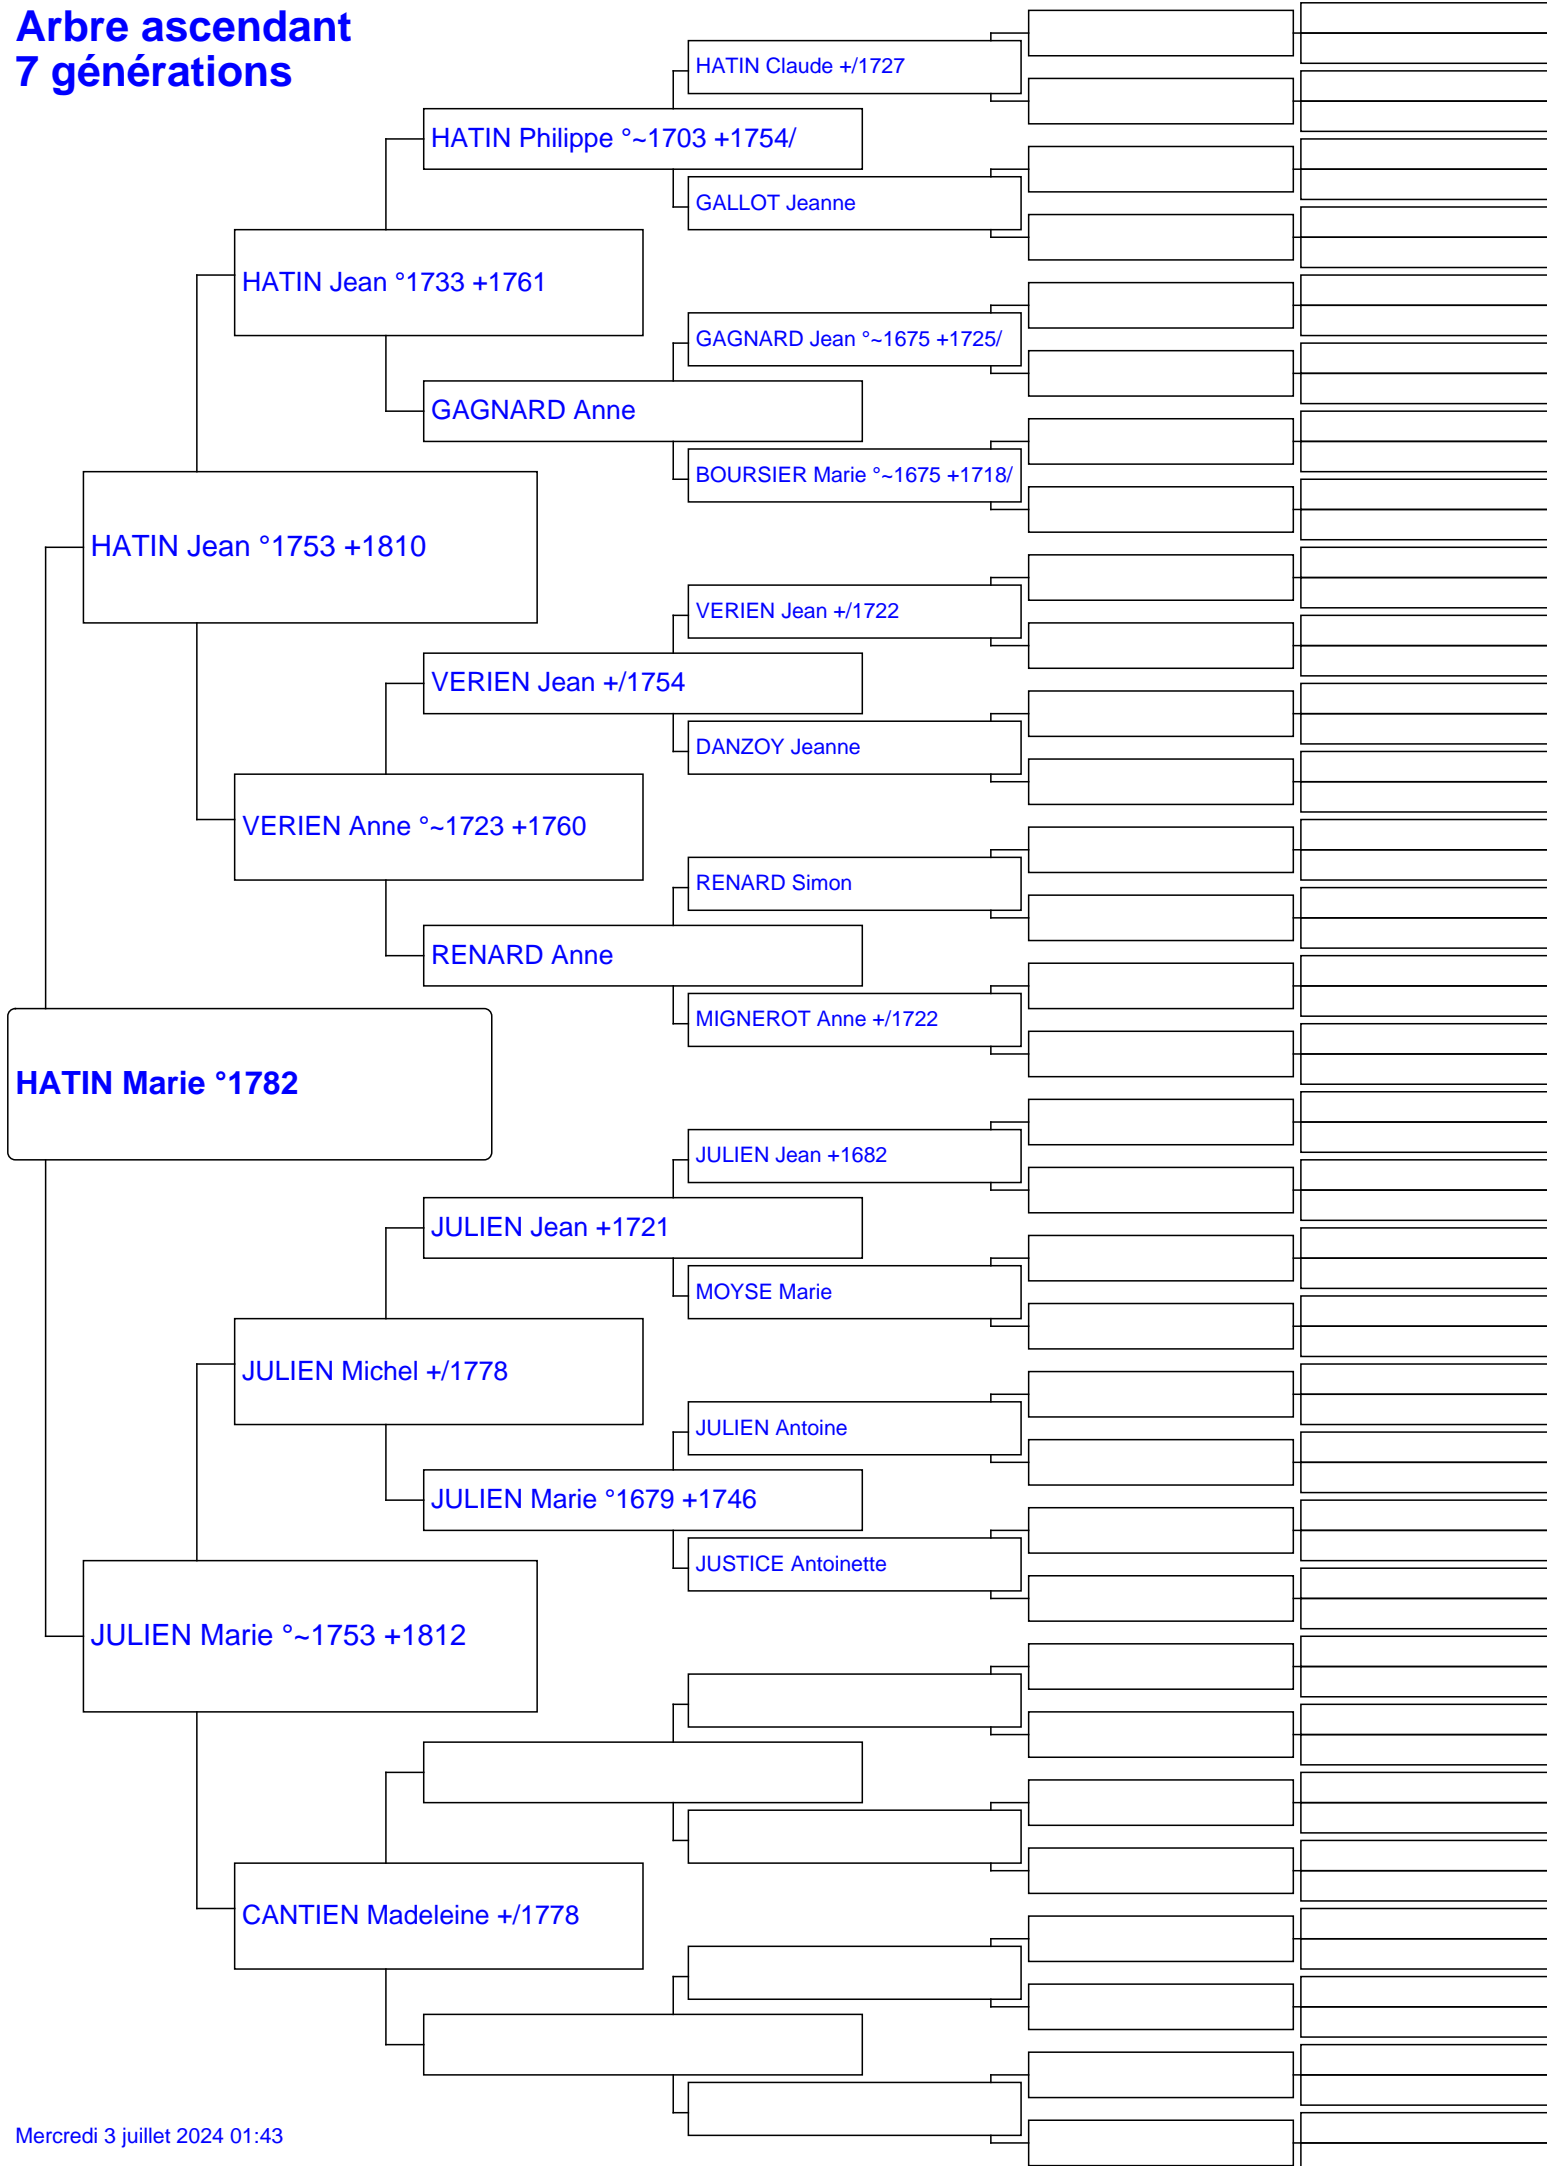 Arbre ascendant
7 générations
HATIN Claude +/1727
HATIN Philippe °~1703 +1754/
GALLOT Jeanne
HATIN Jean °1733 +1761
GAGNARD Jean °~1675 +1725/
GAGNARD Anne
BOURSIER Marie °~1675 +1718/
HATIN Jean °1753 +1810
VERIEN Jean +/1722
VERIEN Jean +/1754
DANZOY Jeanne
VERIEN Anne °~1723 +1760
RENARD Simon
RENARD Anne
MIGNEROT Anne +/1722
HATIN Marie °1782
JULIEN Jean +1682
JULIEN Jean +1721
MOYSE Marie
JULIEN Michel +/1778
JULIEN Antoine
JULIEN Marie °1679 +1746
JUSTICE Antoinette
JULIEN Marie °~1753 +1812
CANTIEN Madeleine +/1778
Mercredi 3 juillet 2024 01:43